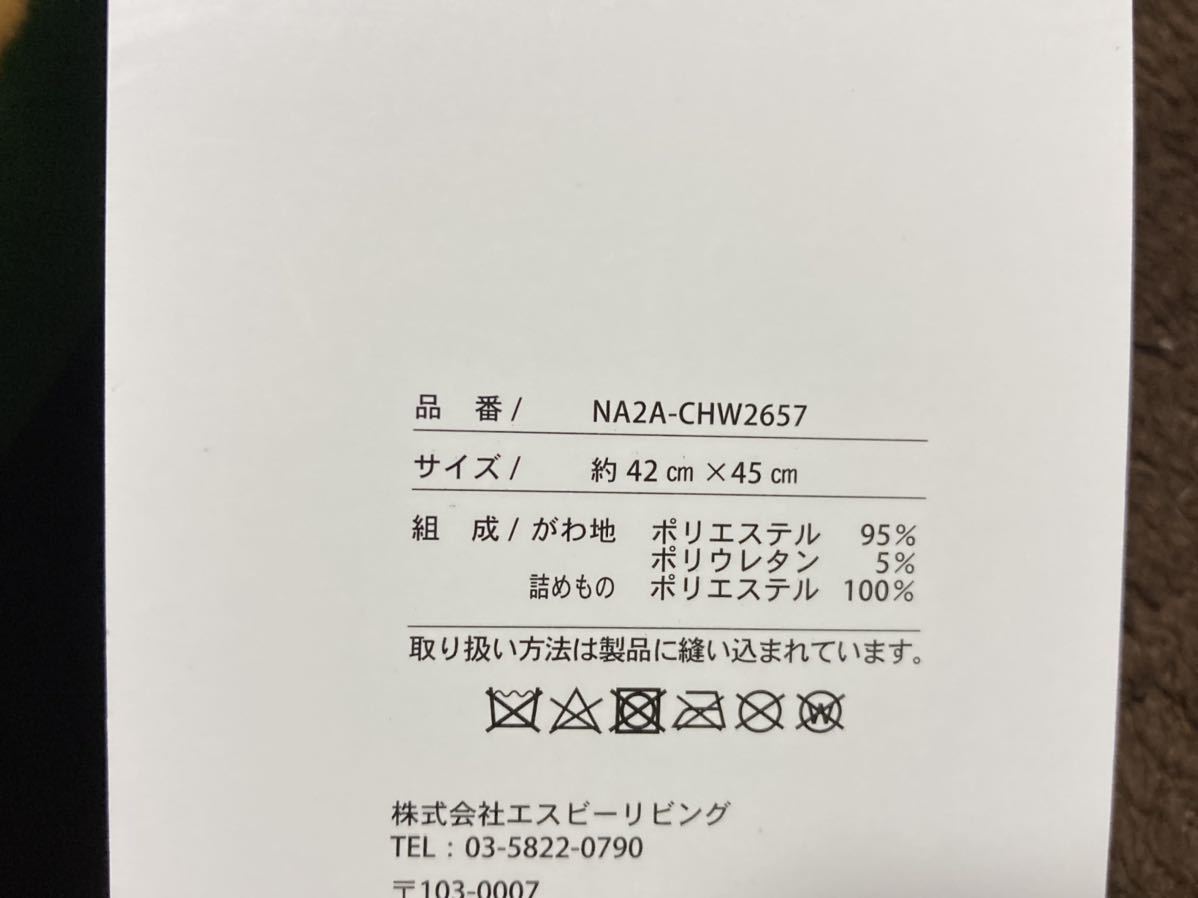 品 番 / NA2A-CHW2657
サイズ / 約 42 ㎝ ×45 ㎝
組 成 / がわ地 ポリエステル 95%
ポリウレタン 5%
詰めもの ポリエステル 100%
取り扱い方法は製品に縫い込まれています。
W
株式会社エスビーリビング
TEL : 03-5822-0790
〒103-0007